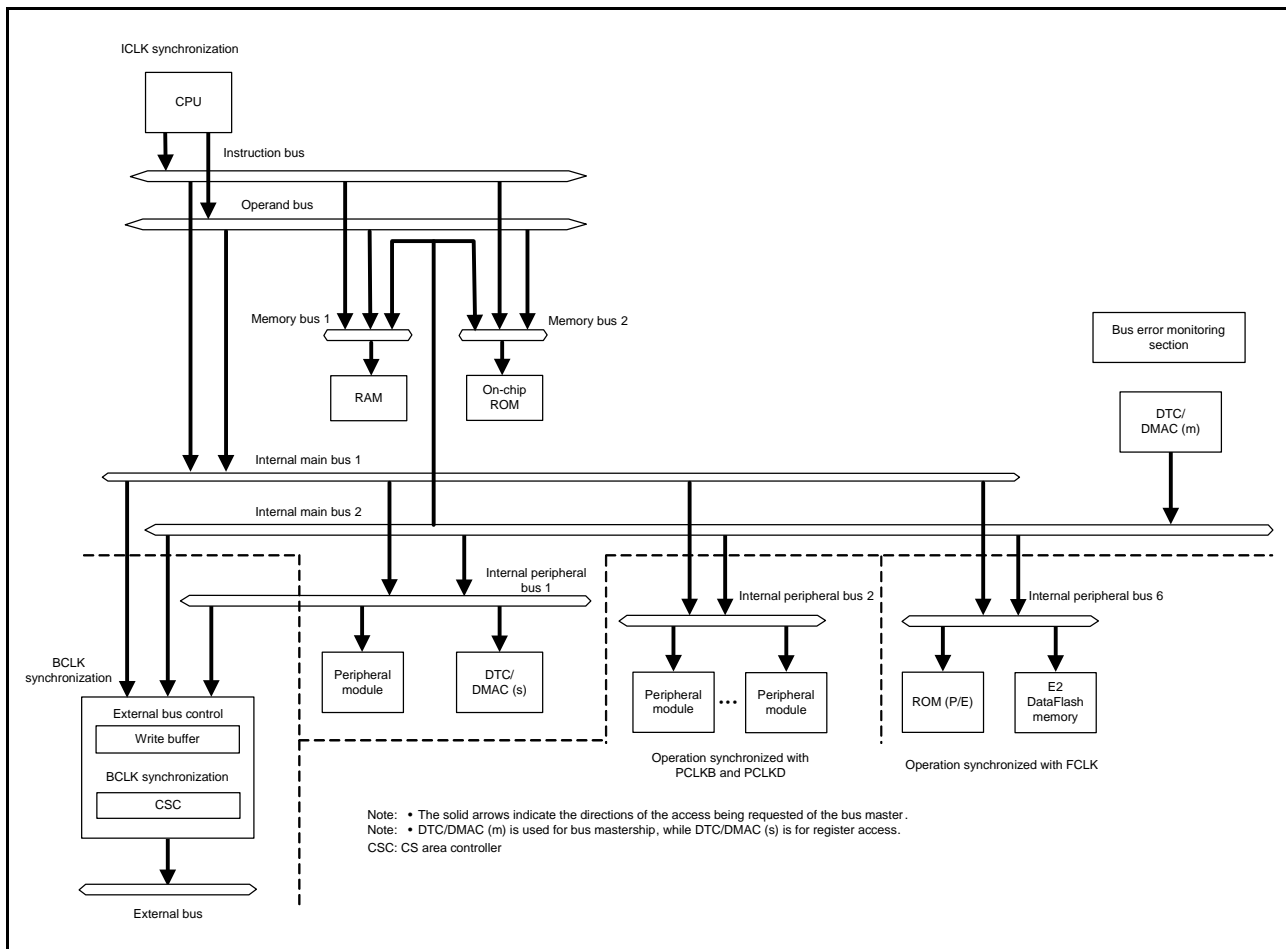 ICLK synchronization
CPU
Instruction bus
Operand bus
Memory bus 1
Memory bus 2
RAM
On-chip
ROM
Bus error monitoring
section
DTC/
DMAC (m)
Internal main bus 1
Internal main bus 2
Internal peripheral
bus 1
Internal peripheral bus 2
Internal peripheral bus 6
BCLK
synchronization
Peripheral
module
DTC/
DMAC (s)
Peripheral
module
...
Peripheral
module
ROM (P/E)
E2
DataFlash
memory
External bus control
Write buffer
BCLK synchronization
CSC
Operation synchronized with
PCLKB and PCLKD
Operation synchronized with FCLK
Note: • The solid arrows indicate the directions of the access being requested of the bus master.
Note: • DTC/DMAC (m) is used for bus mastership, while DTC/DMAC (s) is for register access.
CSC: CS area controller
External bus